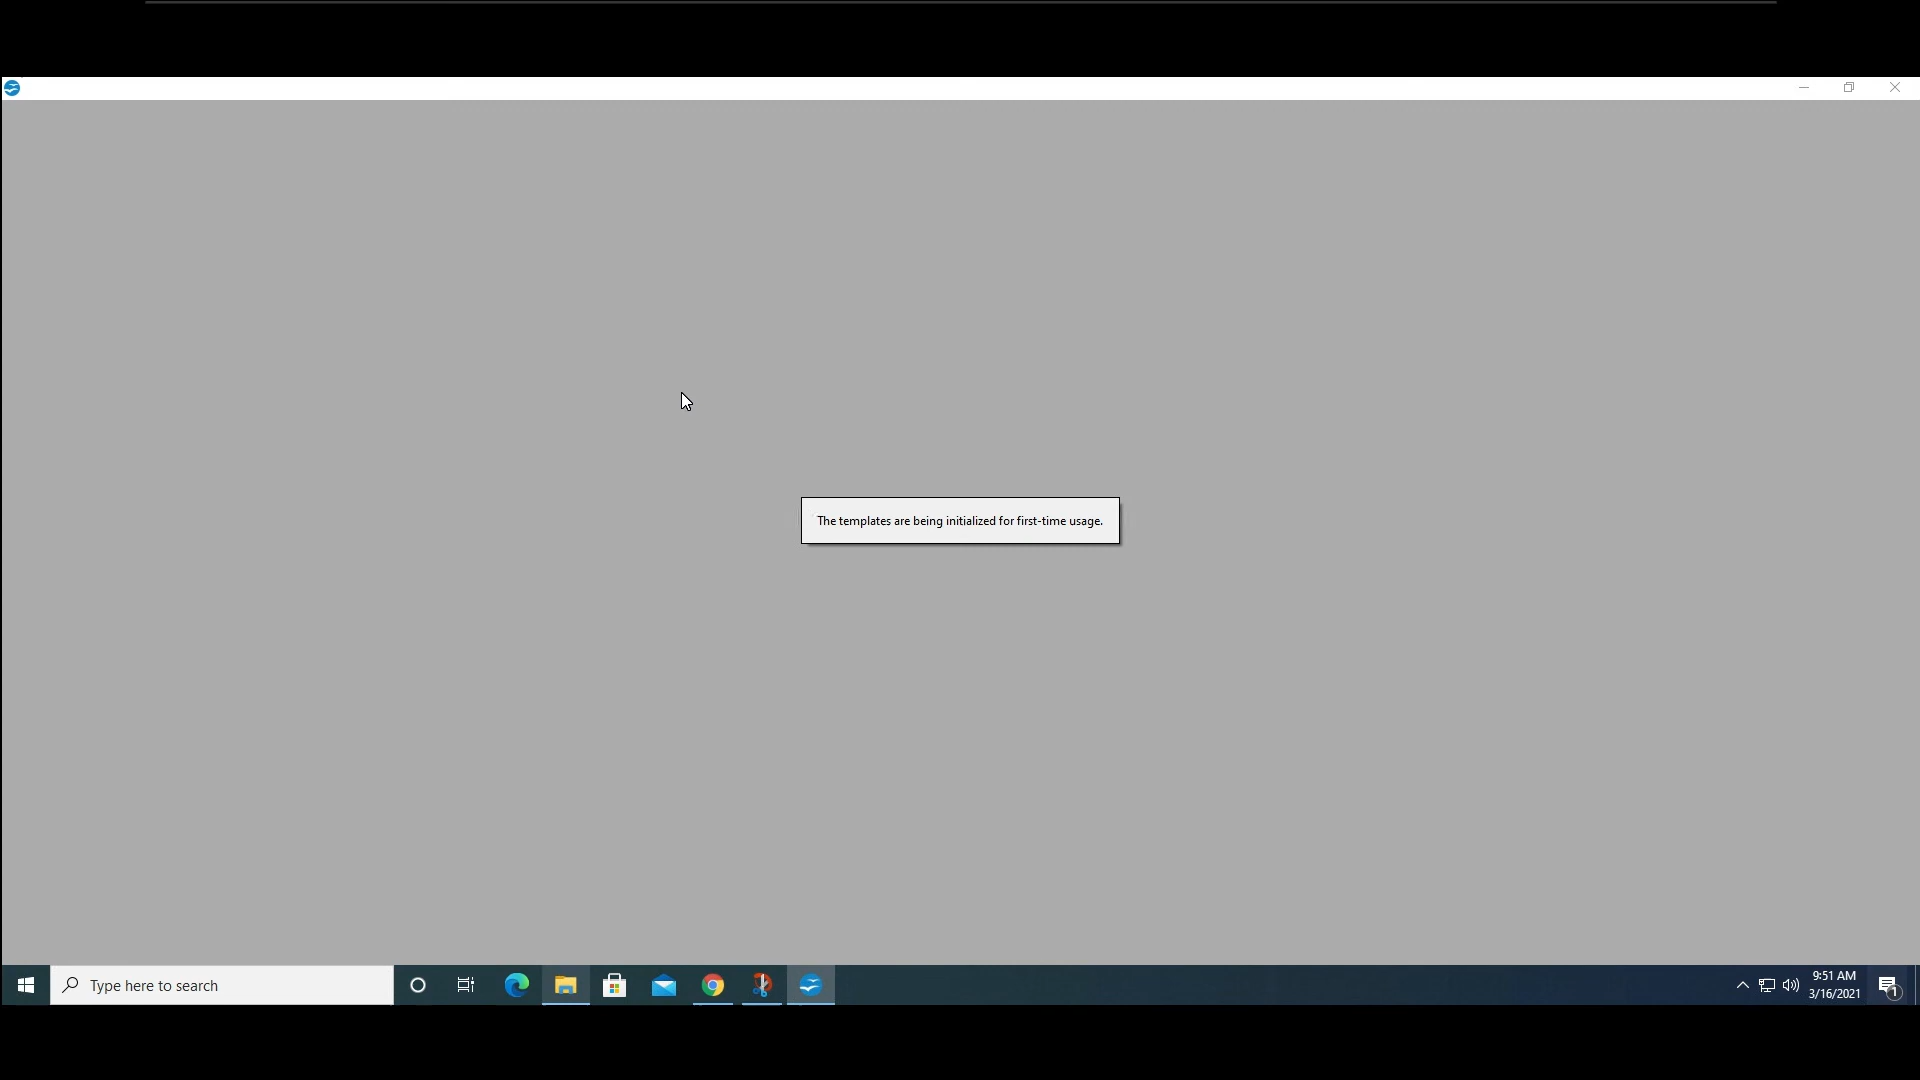 The templates are being initialized for first-time usage.
Type here to search
9:51 AM
3/16/2021
1